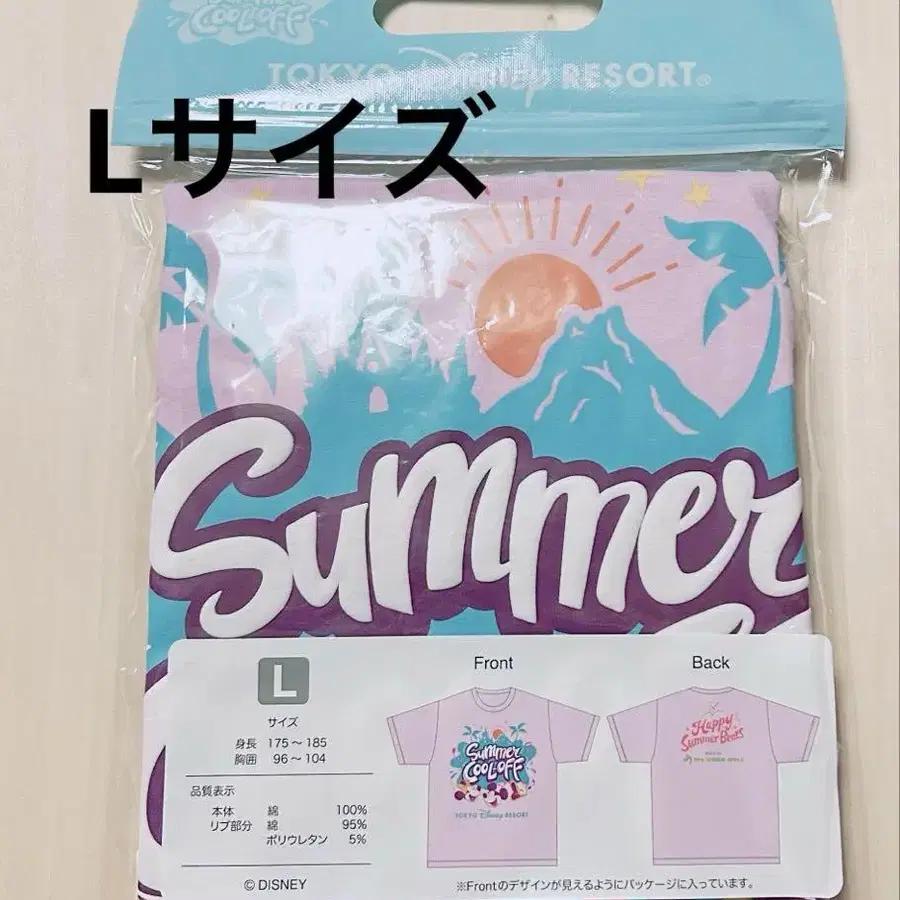 COOL-OFF
TOKYO Disney RESORT®
Lサイズ
Summer
L
サイズ
身長 175～185
胸囲 96～104
品質表示
本体 綿 100%
リブ部分 綿 95%
ポリウレタン 5%
© DISNEY
Front
Summer
COOL-OFF
TOKYO Disney RESORT
Back
Happy
Summer Beats
※Frontのデザインが見えるようにパッケージに入っています。